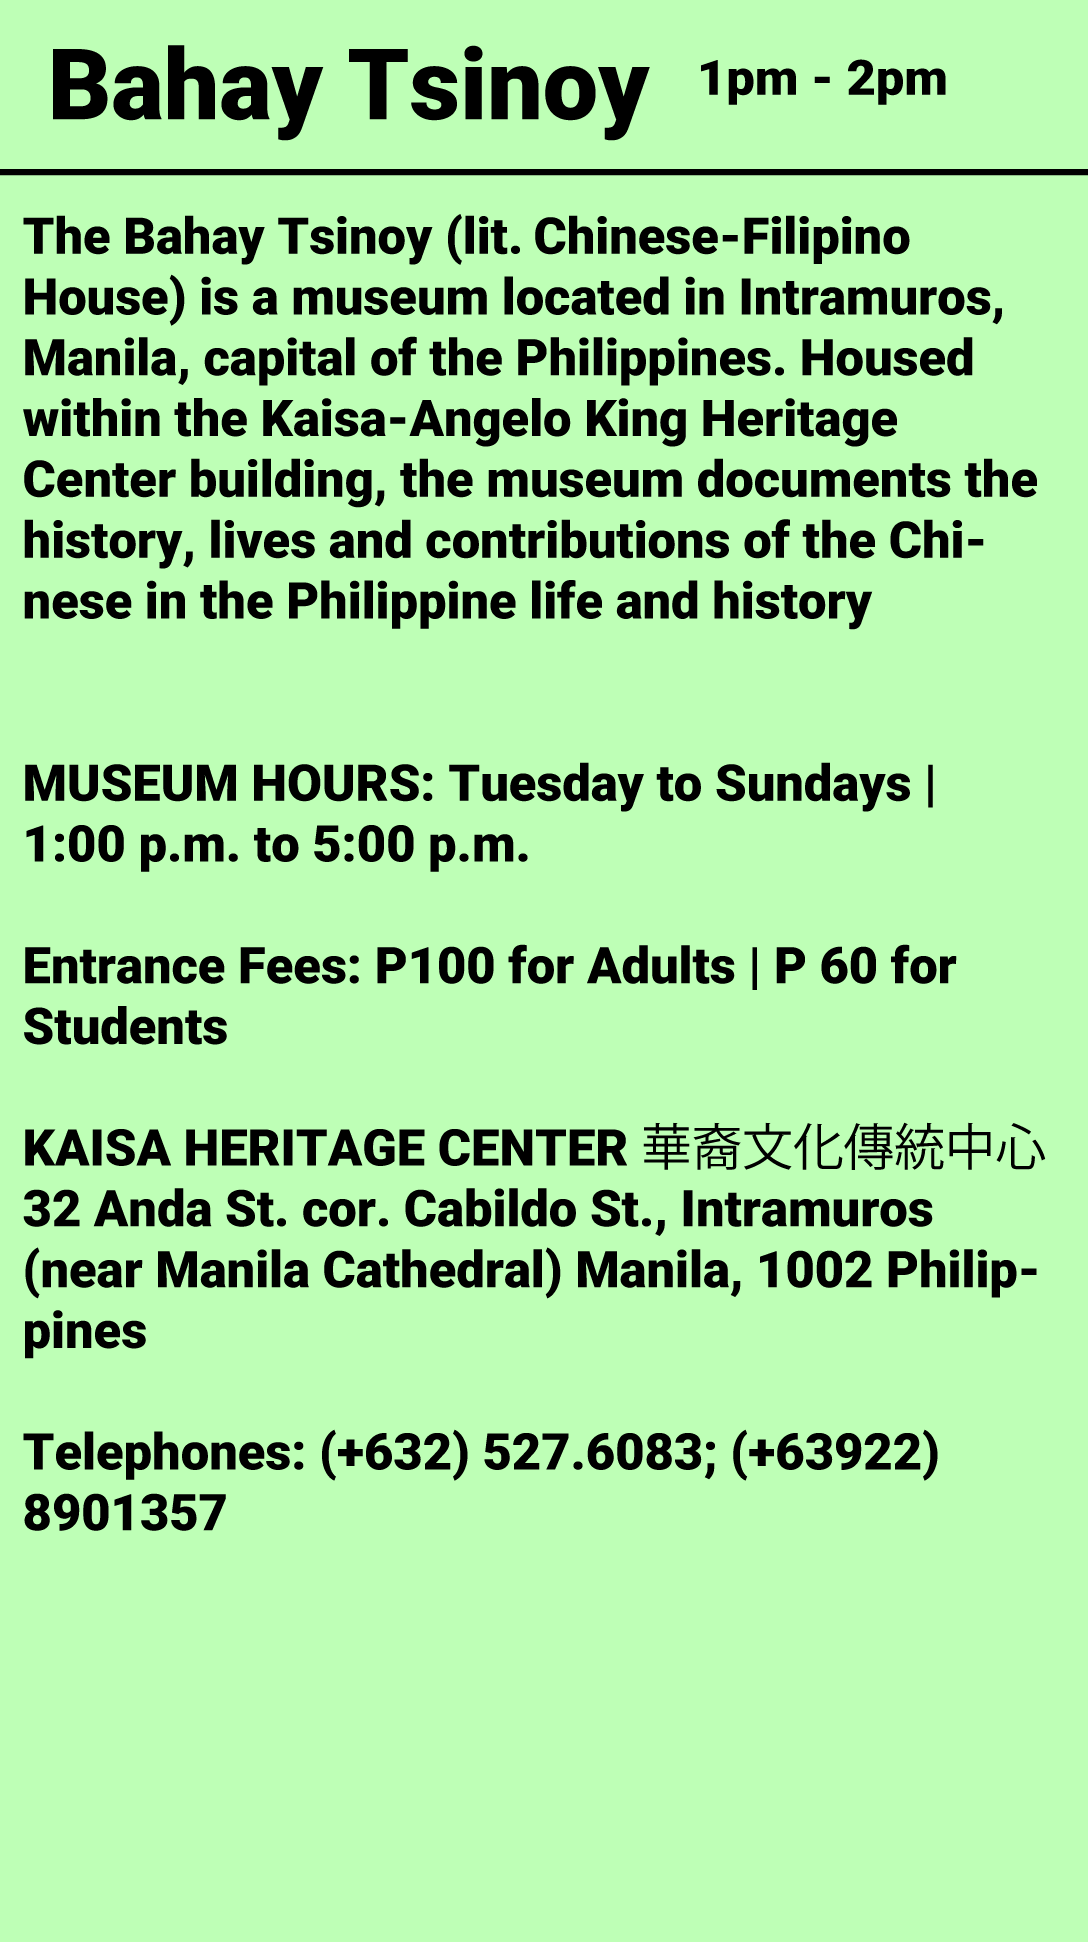 Bahay Tsinoy 1pm - 2pm
The Bahay Tsinoy (lit. Chinese-Filipino
House) is a museum located in Intramuros,
Manila, capital of the Philippines. Housed
within the Kaisa-Angelo King Heritage
Center building, the museum documents the
history, lives and contributions of the Chi-
nese in the Philippine life and history
MUSEUM HOURS: Tuesday to Sundays |
1:00 p.m. to 5:00 p.m.
Entrance Fees: P100 for Adults | P 60 for
Students
KAISA HERITAGE CENTER 華裔文化傳統中心
32 Anda St. cor. Cabildo St., Intramuros
(near Manila Cathedral) Manila, 1002 Philip-
pines
Telephones: (+632) 527.6083; (+63922)
8901357